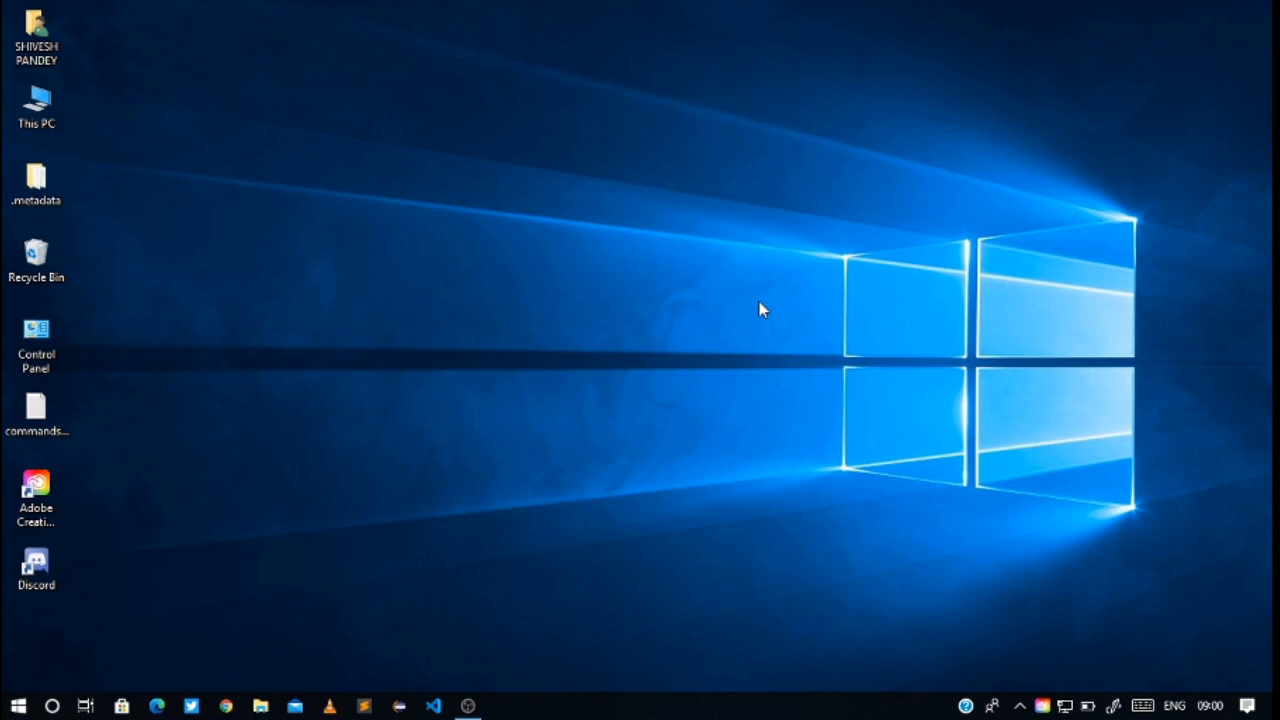 SHIVESH
PANDEY
This PC
.metadata
Recycle Bin
Control
Panel
commands...
Adobe
Creati...
Discord
ENG
09:00